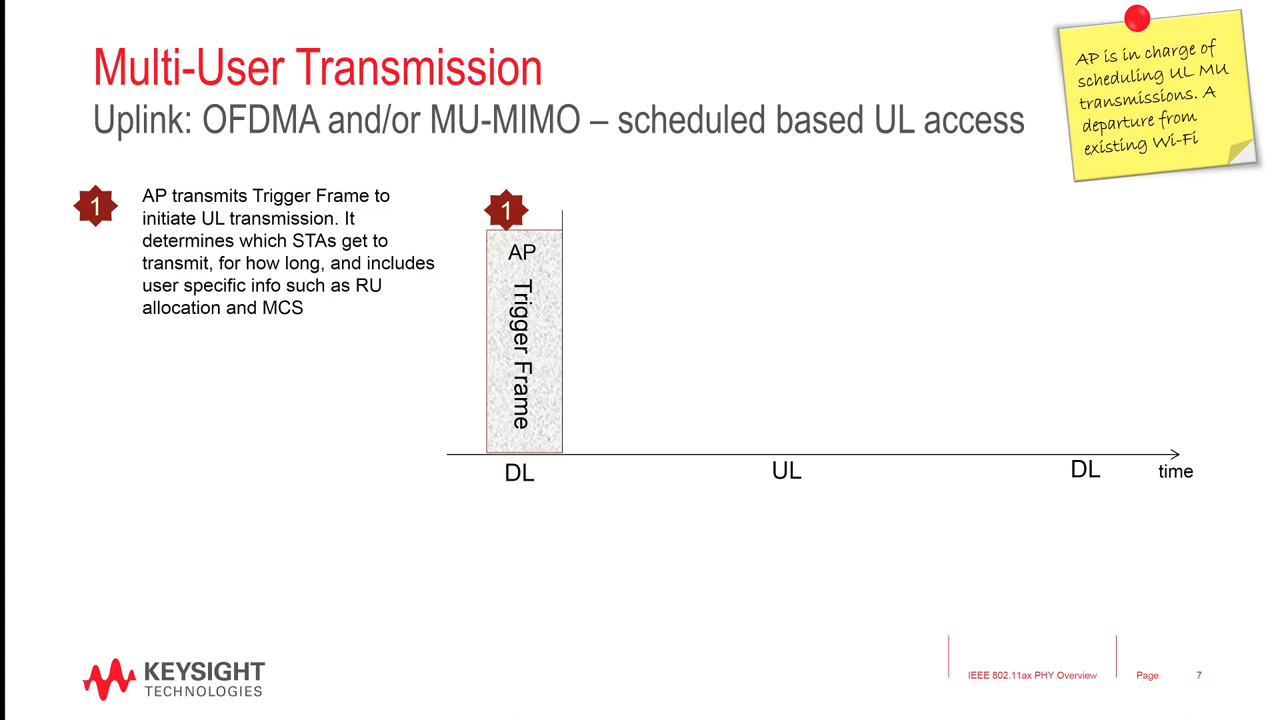 Multi-User Transmission
Uplink: OFDMA and/or MU-MIMO – scheduled based UL access
AP is in charge of
scheduling UL MU
transmissions. A
departure from
existing Wi-Fi
1
AP transmits Trigger Frame to
initiate UL transmission. It
determines which STAs get to
transmit, for how long, and includes
user specific info such as RU
allocation and MCS
1
AP
Trigger Frame
DL
UL
DL
time
KEYSIGHT
TECHNOLOGIES
IEEE 802.11ax PHY Overview
Page
7